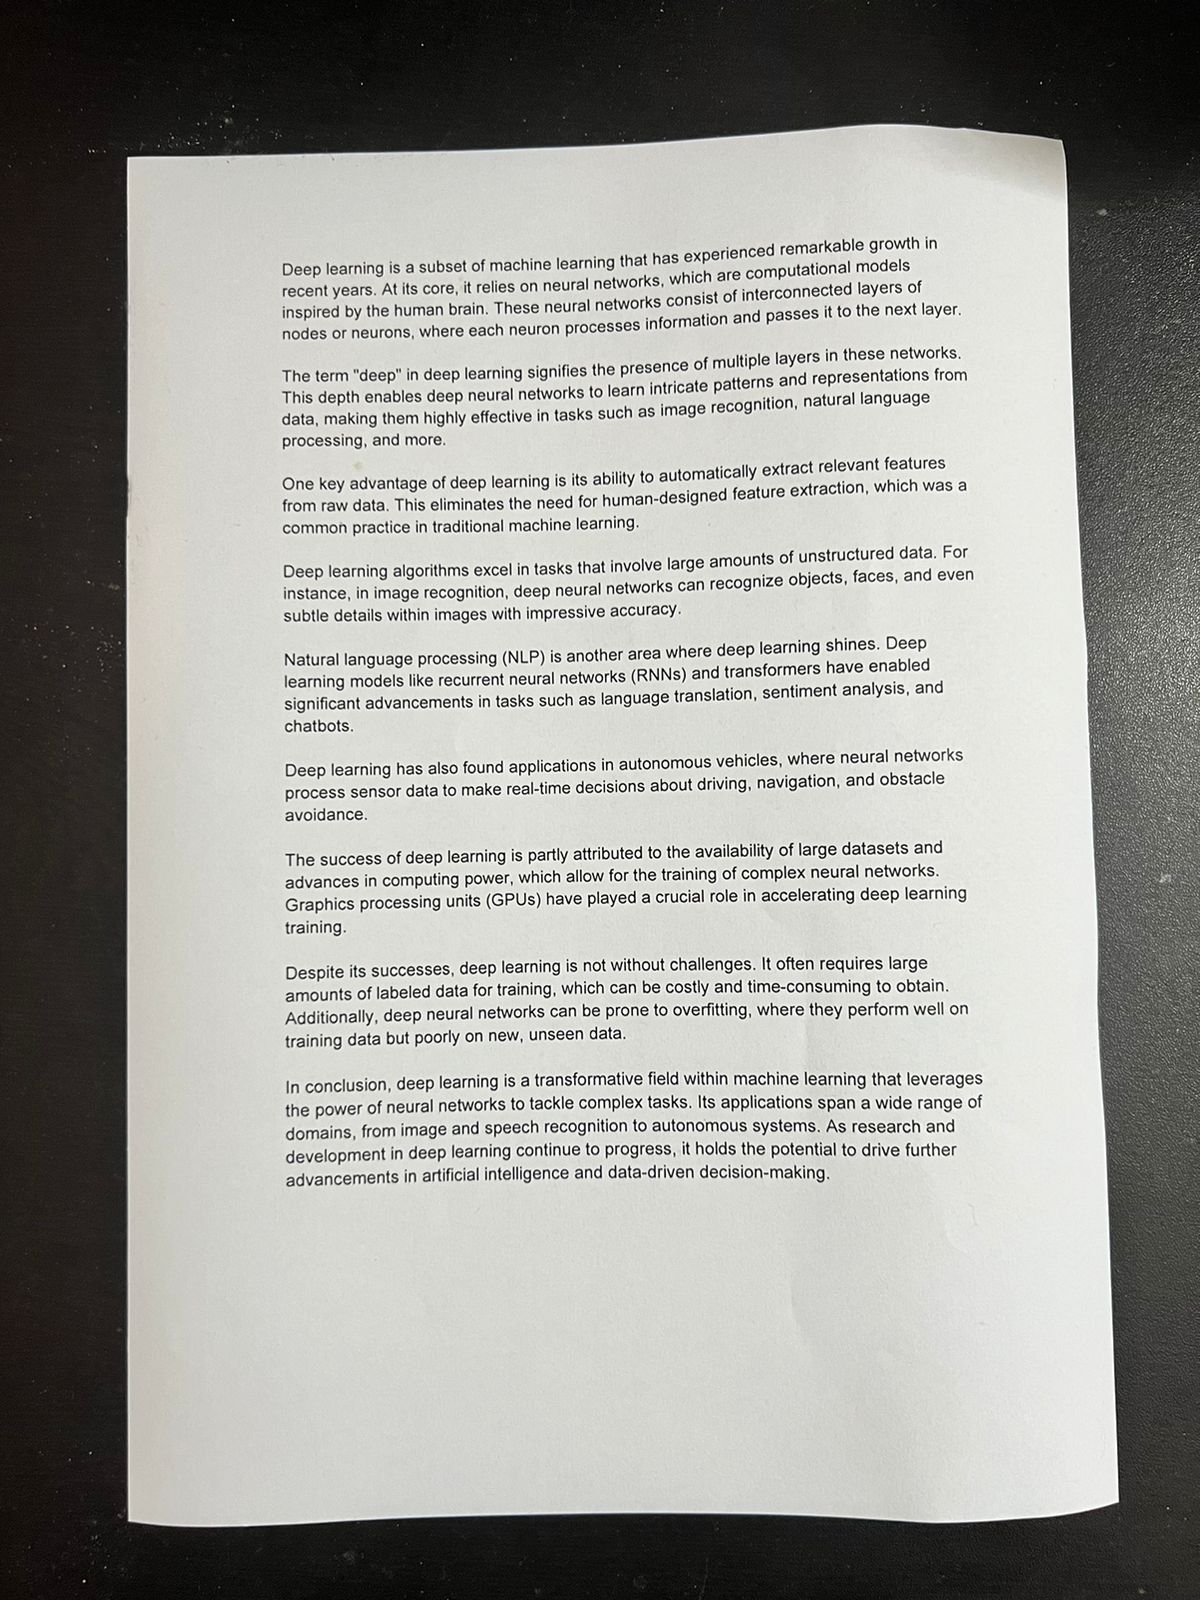 Deep learning is a subset of machine learning that has experienced remarkable growth in
recent years. At its core, it relies on neural networks, which are computational models
inspired by the human brain. These neural networks consist of interconnected layers of
nodes or neurons, where each neuron processes information and passes it to the next layer.
The term "deep" in deep learning signifies the presence of multiple layers in these networks.
This depth enables deep neural networks to learn intricate patterns and representations from
data, making them highly effective in tasks such as image recognition, natural language
processing, and more.
One key advantage of deep learning is its ability to automatically extract relevant features
from raw data. This eliminates the need for human-designed feature extraction, which was a
common practice in traditional machine learning.
Deep learning algorithms excel in tasks that involve large amounts of unstructured data. For
instance, in image recognition, deep neural networks can recognize objects, faces, and even
subtle details within images with impressive accuracy.
Natural language processing (NLP) is another area where deep learning shines. Deep
learning models like recurrent neural networks (RNNs) and transformers have enabled
significant advancements in tasks such as language translation, sentiment analysis, and
chatbots.
Deep learning has also found applications in autonomous vehicles, where neural networks
process sensor data to make real-time decisions about driving, navigation, and obstacle
avoidance.
The success of deep learning is partly attributed to the availability of large datasets and
advances in computing power, which allow for the training of complex neural networks.
Graphics processing units (GPUs) have played a crucial role in accelerating deep learning
training.
Despite its successes, deep learning is not without challenges. It often requires large
amounts of labeled data for training, which can be costly and time-consuming to obtain.
Additionally, deep neural networks can be prone to overfitting, where they perform well on
training data but poorly on new, unseen data.
In conclusion, deep learning is a transformative field within machine learning that leverages
the power of neural networks to tackle complex tasks. Its applications span a wide range of
domains, from image and speech recognition to autonomous systems. As research and
development in deep learning continue to progress, it holds the potential to drive further
advancements in artificial intelligence and data-driven decision-making.